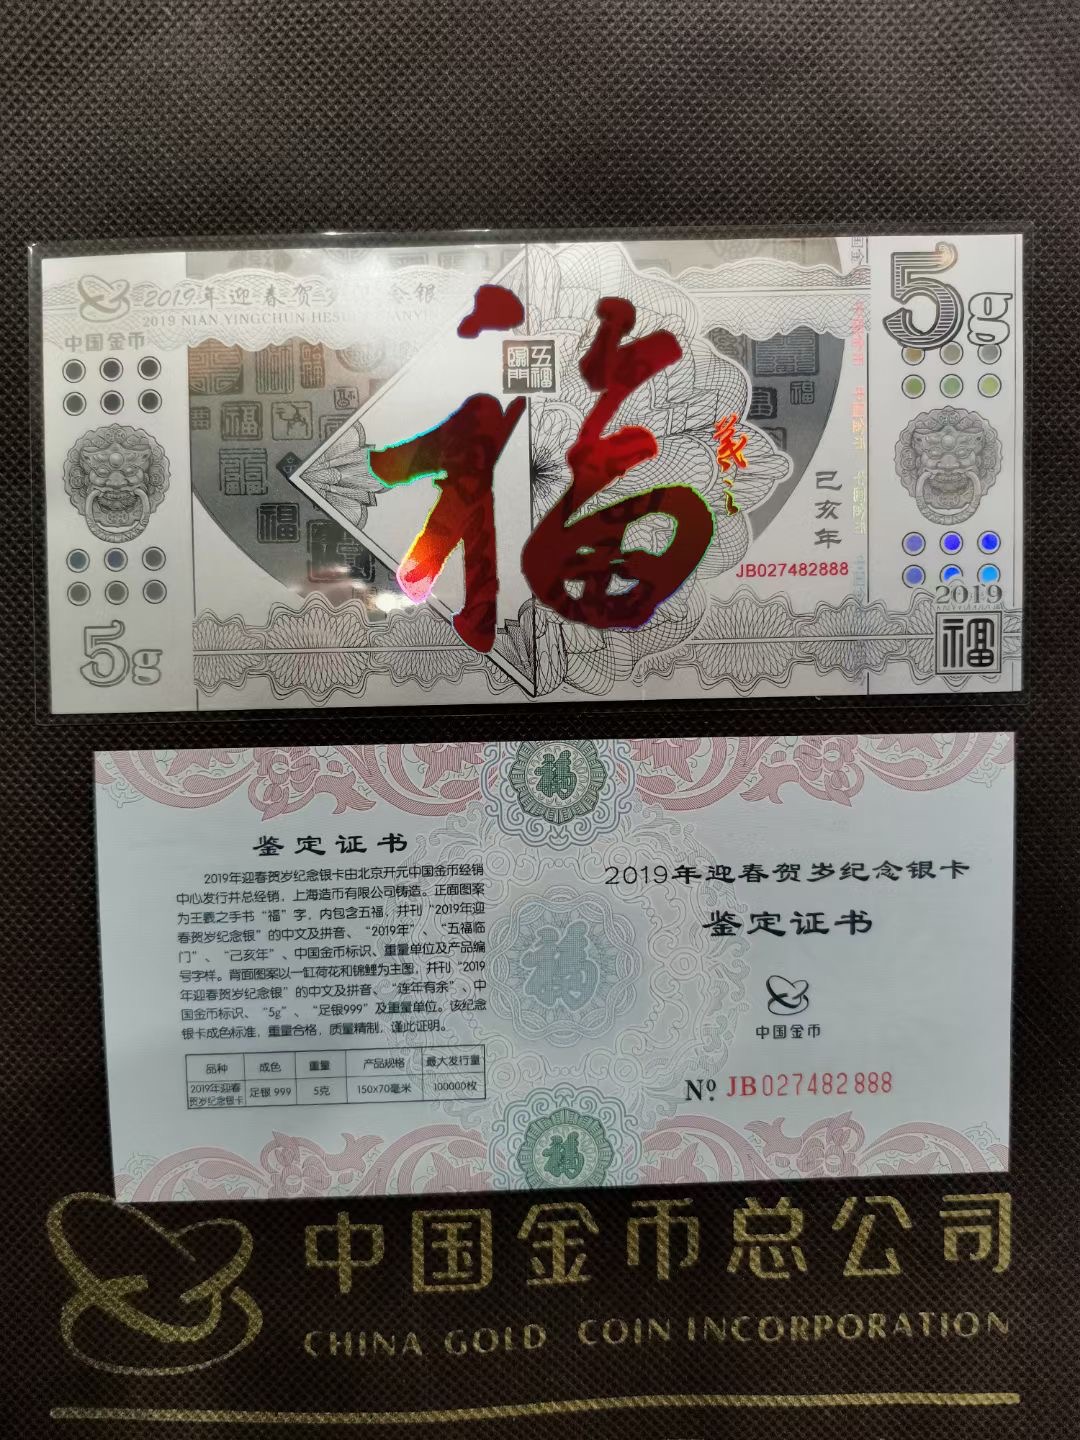 2019年迎春贺岁纪念银
2019 NIAN YINGCHUN HESUI JINIANYIN
中国金币
5g
福
五福
临门
羲之
己亥年
JB027482888
5g
2019
福
鉴定证书
2019年迎春贺岁纪念银卡由北京开元中国金币经销
中心发行并总经销，上海造币有限公司铸造。正面图案
为王羲之手书“福”字，内包含五福，并刊“2019年迎
春贺岁纪念银”的中文及拼音、“2019年”、“五福临
门”、“己亥年”、中国金币标识、重量单位及产品编
号字样。背面图案以一缸荷花和锦鲤为主图，并刊“2019
年迎春贺岁纪念银”的中文及拼音、“连年有余”、中
国金币标识、“5g”、“足银999”及重量单位。该纪念
银卡成色标准，重量合格，质量精制，谨此证明。
品种 成色 重量 产品规格 最大发行量
2019年迎春
贺岁纪念银卡 足银 999 5克 150x70毫米 100000枚
福
福
福
2019年迎春贺岁纪念银卡
鉴定证书
中国金币
Nº. JB027482888
中国金币总公司
CHINA GOLD COIN INCORPORATION